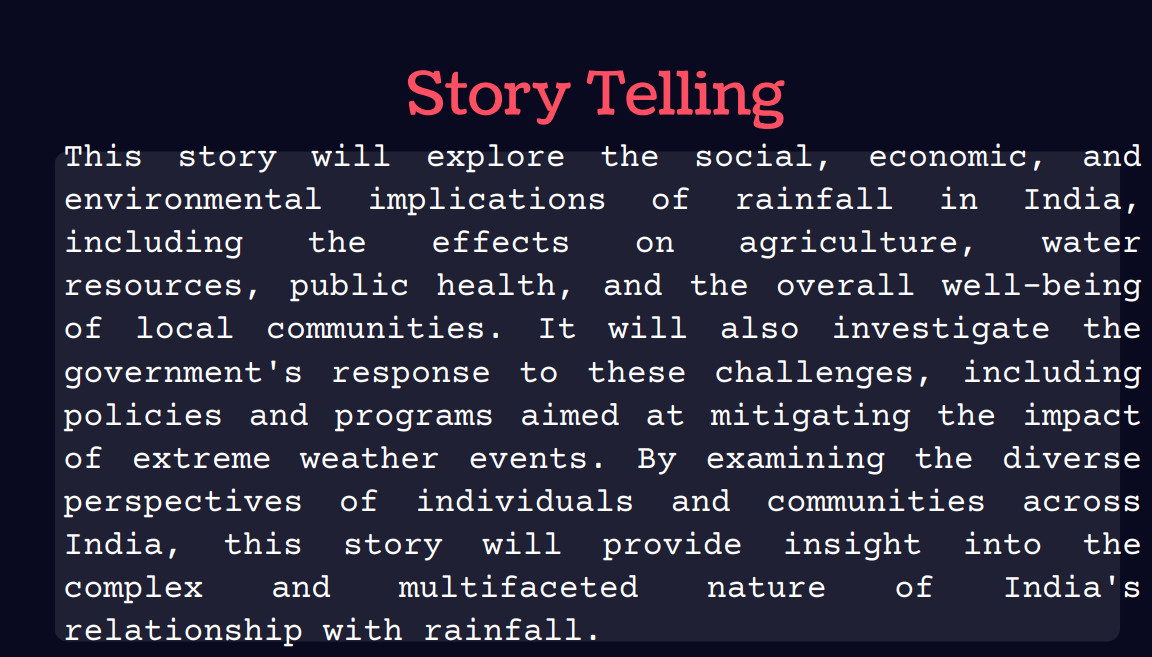 Story Telling
This story will explore the social, economic, and
environmental implications of rainfall in India,
including the effects on agriculture, water
resources, public health, and the overall well-being
of local communities. It will also investigate the
government's response to these challenges, including
policies and programs aimed at mitigating the impact
of extreme weather events. By examining the diverse
perspectives of individuals and communities across
India, this story will provide insight into the
complex and multifaceted nature of India's
relationship with rainfall.